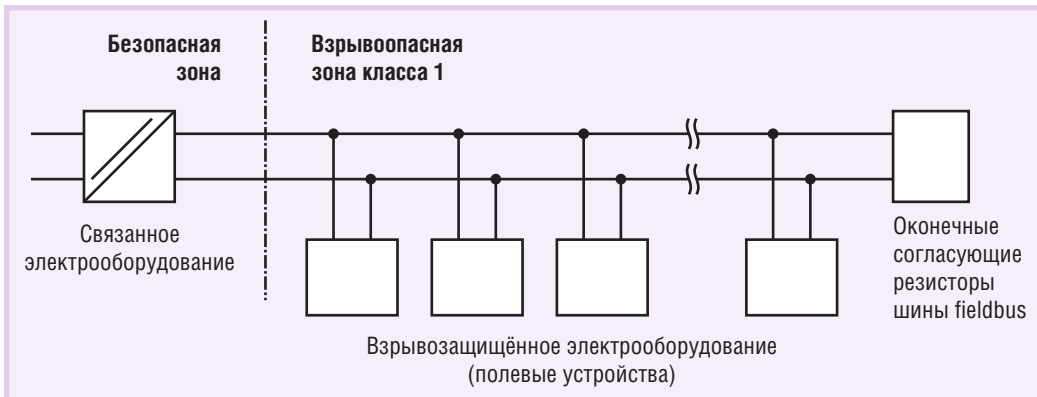 Безопасная
зона
Взрывоопасная
зона класса 1
Связанное
электрооборудование
Взрывозащищённое электрооборудование
(полевые устройства)
Оконечные
согласующие
резисторы
шины fieldbus